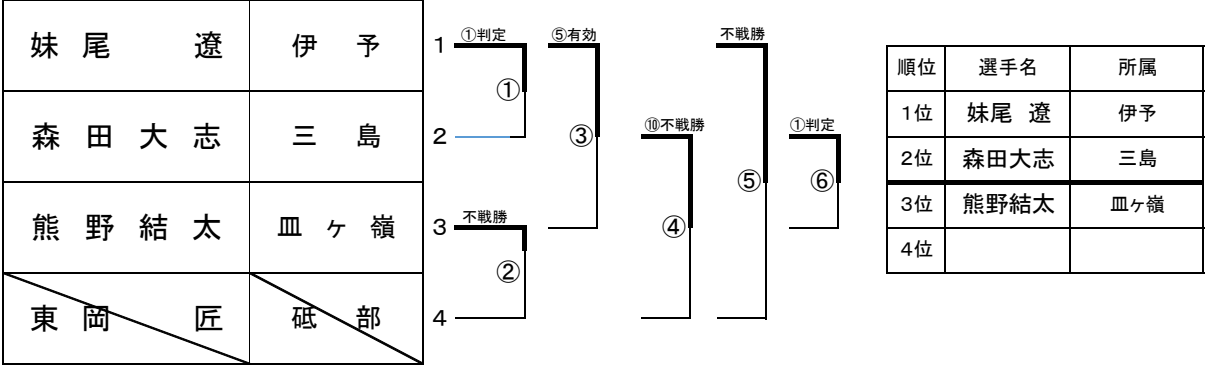 妹尾 遼 伊予 1 ①判定 ⑤有効 不戦勝
①
森田大志 三島 2 ③ ⑩不戦勝 ①判定
⑤ ⑥
熊野結太 皿ヶ嶺 3 不戦勝 ④
②
東岡 匠 砥部 4
順位 選手名 所属
1位 妹尾 遼 伊予
2位 森田大志 三島
3位 熊野結太 皿ヶ嶺
4位